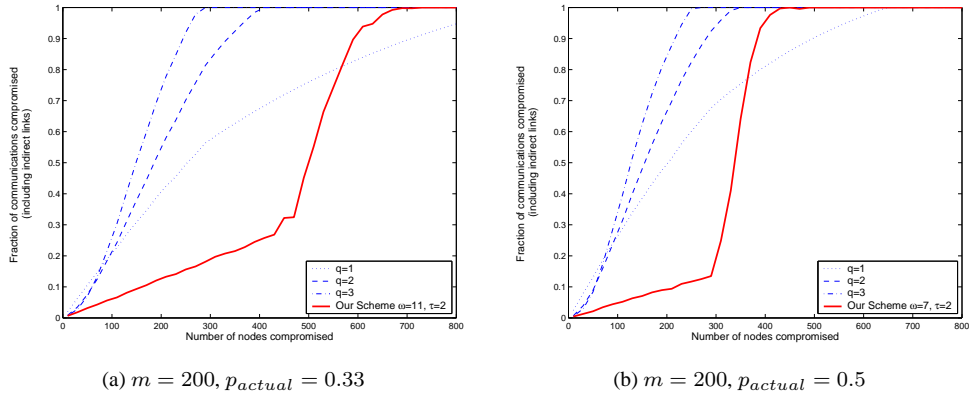 1
0.9
0.8
0.7
0.6
0.5
0.4
0.3
0.2
0.1
0
Fraction of communications compromised
(including indirect links)
q=1
q=2
q=3
Our Scheme ω=11, τ=2
0 100 200 300 400 500 600 700 800
Number of nodes compromised
(a) m = 200, p_actual = 0.33
1
0.9
0.8
0.7
0.6
0.5
0.4
0.3
0.2
0.1
0
Fraction of communications compromised
(including indirect links)
q=1
q=2
q=3
Our Scheme ω=7, τ=2
0 100 200 300 400 500 600 700 800
Number of nodes compromised
(b) m = 200, p_actual = 0.5